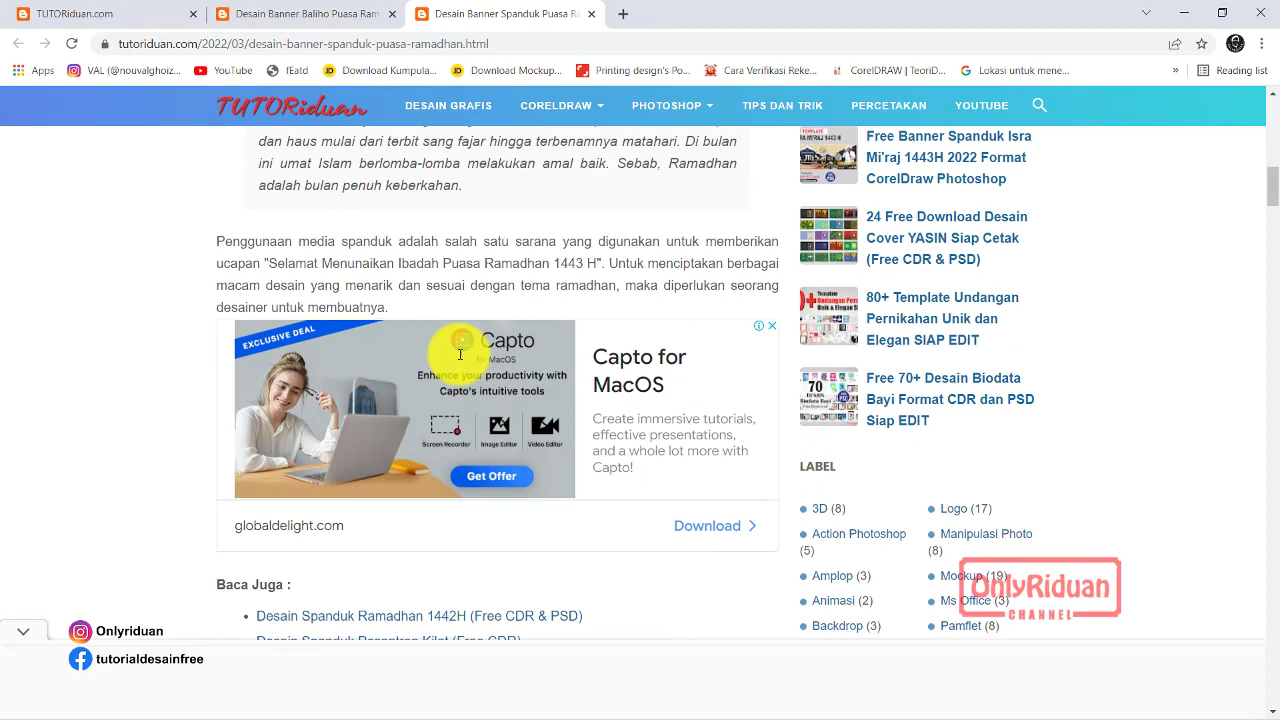 TUTORiduan.com
Desain Banner Spanduk Puasa Ram
Desain Banner Spanduk Puasa Ra
tutoriduan.com/2022/03/desain-banner-spanduk-puasa-ramadhan.html
Apps
VAL (@nouvalghoiz...
YouTube
fEatd
Download Kumpula...
Download Mockup...
Printing design's Po...
Cara Verifikasi Reke...
CorelDRAW | TeoriD...
Lokasi untuk mene...
»
Reading list
TUTORiduan
DESAIN GRAFIS
CORELDRAW
PHOTOSHOP
TIPS DAN TRIK
PERCETAKAN
YOUTUBE
dan haus mulai dari terbit sang fajar hingga terbenamnya matahari. Di bulan
ini umat Islam berlomba-lomba melakukan amal baik. Sebab, Ramadhan
adalah bulan penuh keberkahan.
Penggunaan media spanduk adalah salah satu sarana yang digunakan untuk memberikan
ucapan "Selamat Menunaikan Ibadah Puasa Ramadhan 1443 H". Untuk menciptakan berbagai
macam desain yang menarik dan sesuai dengan tema ramadhan, maka diperlukan seorang
desainer untuk membuatnya.
EXCLUSIVE DEAL
Capto
for MacOS
Enhance your productivity with
Capto's intuitive tools
Screen Recorder
Image Editor
Video Editor
Get Offer
Capto for
MacOS
Create immersive tutorials,
effective presentations,
and a whole lot more with
Capto!
globaldelight.com
Download
Baca Juga :
Desain Spanduk Ramadhan 1442H (Free CDR & PSD)
Desain Spanduk Pesantren Kilat (Free CDR)
Free Banner Spanduk Isra
Mi'raj 1443H 2022 Format
CorelDraw Photoshop
24 Free Download Desain
Cover YASIN Siap Cetak
(Free CDR & PSD)
80+ Template Undangan
Pernikahan Unik dan
Elegan SIAP EDIT
Free 70+ Desain Biodata
Bayi Format CDR dan PSD
Siap EDIT
LABEL
3D (8)
Action Photoshop
(5)
Amplop (3)
Animasi (2)
Backdrop (3)
Logo (17)
Manipulasi Photo
(8)
Mockup (19)
Ms Office (3)
Pamflet (8)
OnlyRiduan
CHANNEL
Onlyriduan
tutorialdesainfree